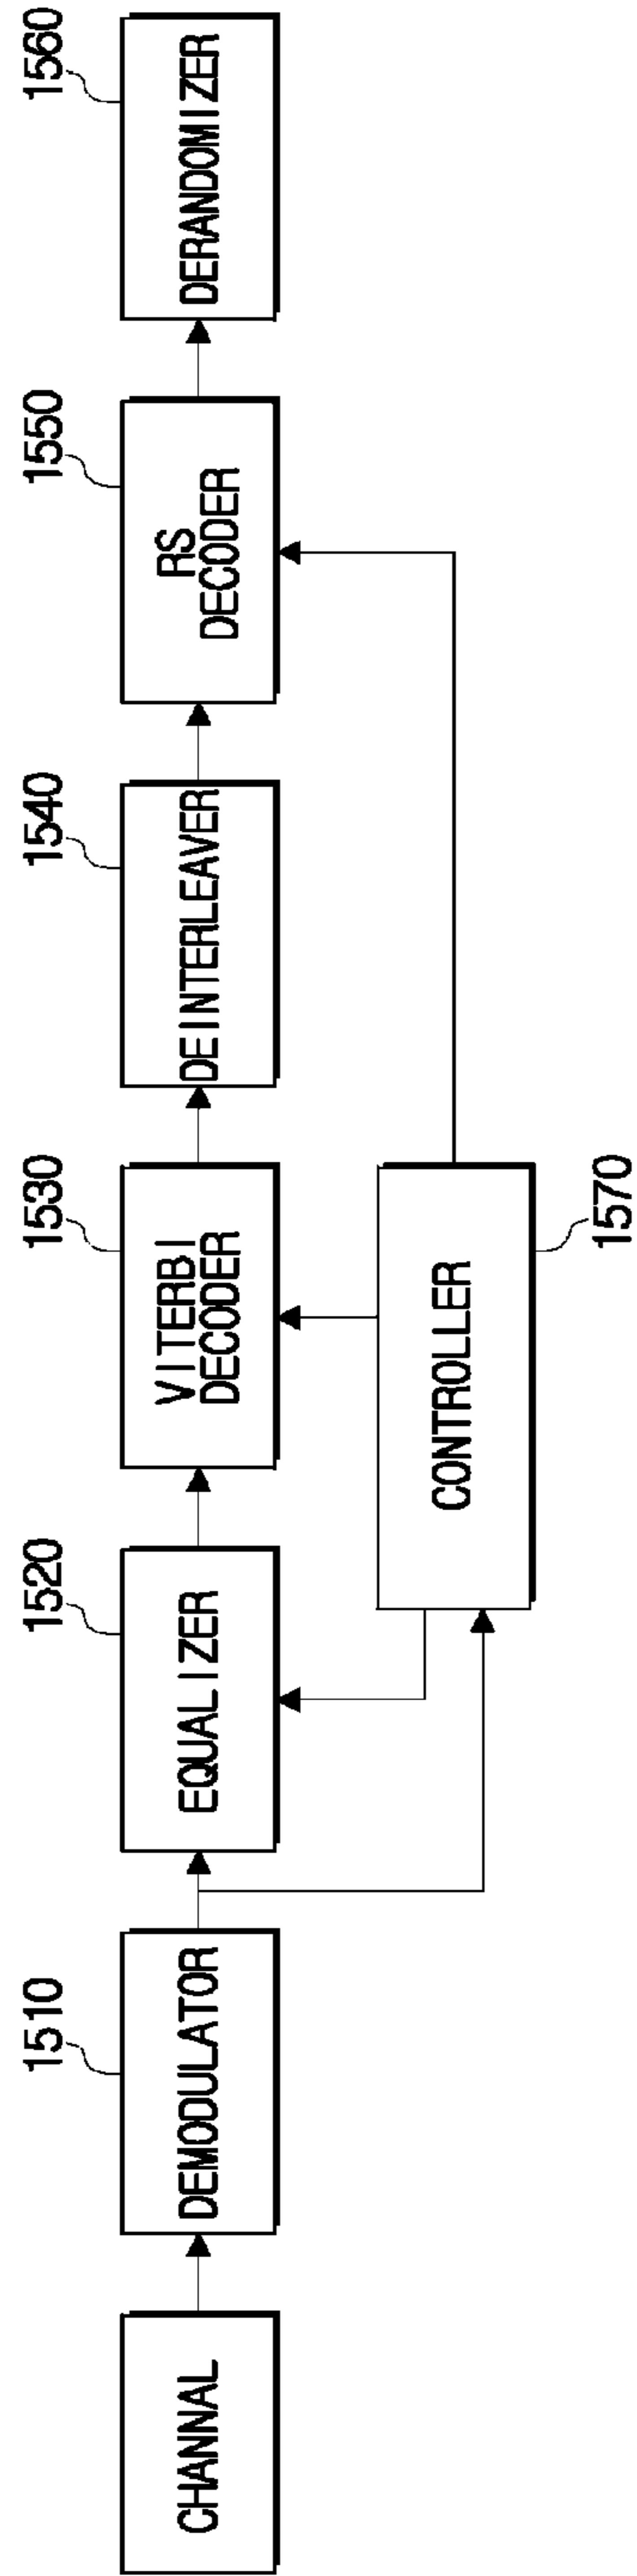 1510
1520
1530
1540
1550
1560
CHANNAL
DEMODULATOR
EQUALIZER
VITERBI
DECODER
DEINTERLEAVER
RS
DECODER
DERANDOMIZER
CONTROLLER
1570